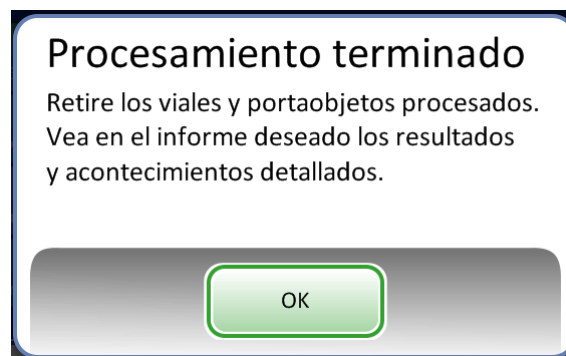 Procesamiento terminado
Retire los viales y portaobjetos procesados.
Vea en el informe deseado los resultados
y acontecimientos detallados.
OK